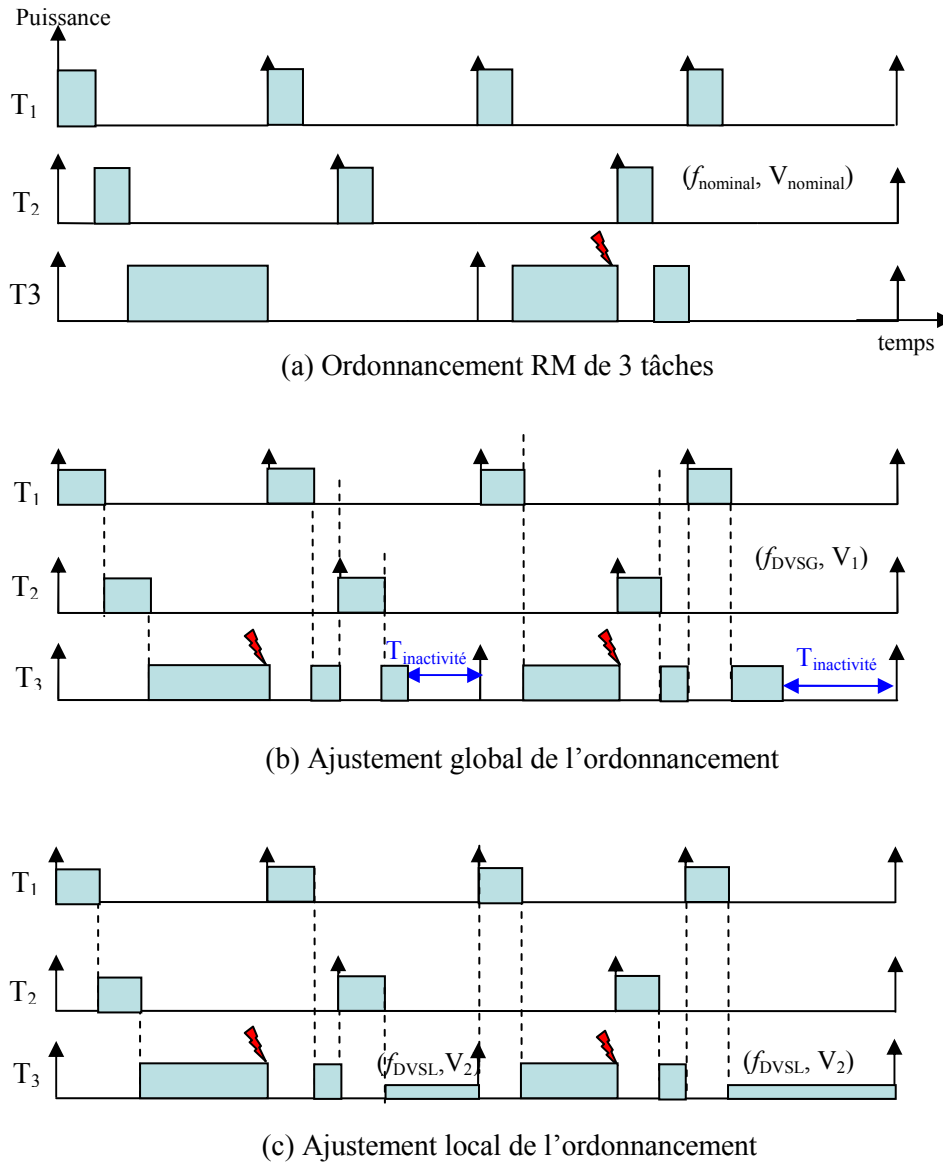 Puissance
T1
T2
(fnominal, Vnominal)
T3
temps
(a) Ordonnancement RM de 3 tâches
T1
T2
(fDVSG, V1)
T3
Tinactivité
Tinactivité
(b) Ajustement global de l’ordonnancement
T1
T2
T3
(fDVSL,V2)
(fDVSL, V2)
(c) Ajustement local de l’ordonnancement